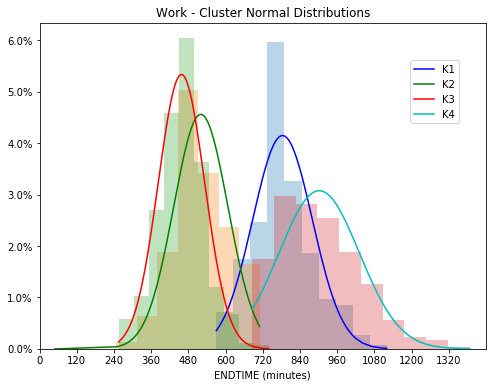 Work - Cluster Normal Distributions
6.0%
5.0%
4.0%
3.0%
2.0%
1.0%
0.0%
K1
K2
K3
K4
0 120 240 360 480 600 720 840 960 1080 1200 1320
ENDTIME (minutes)